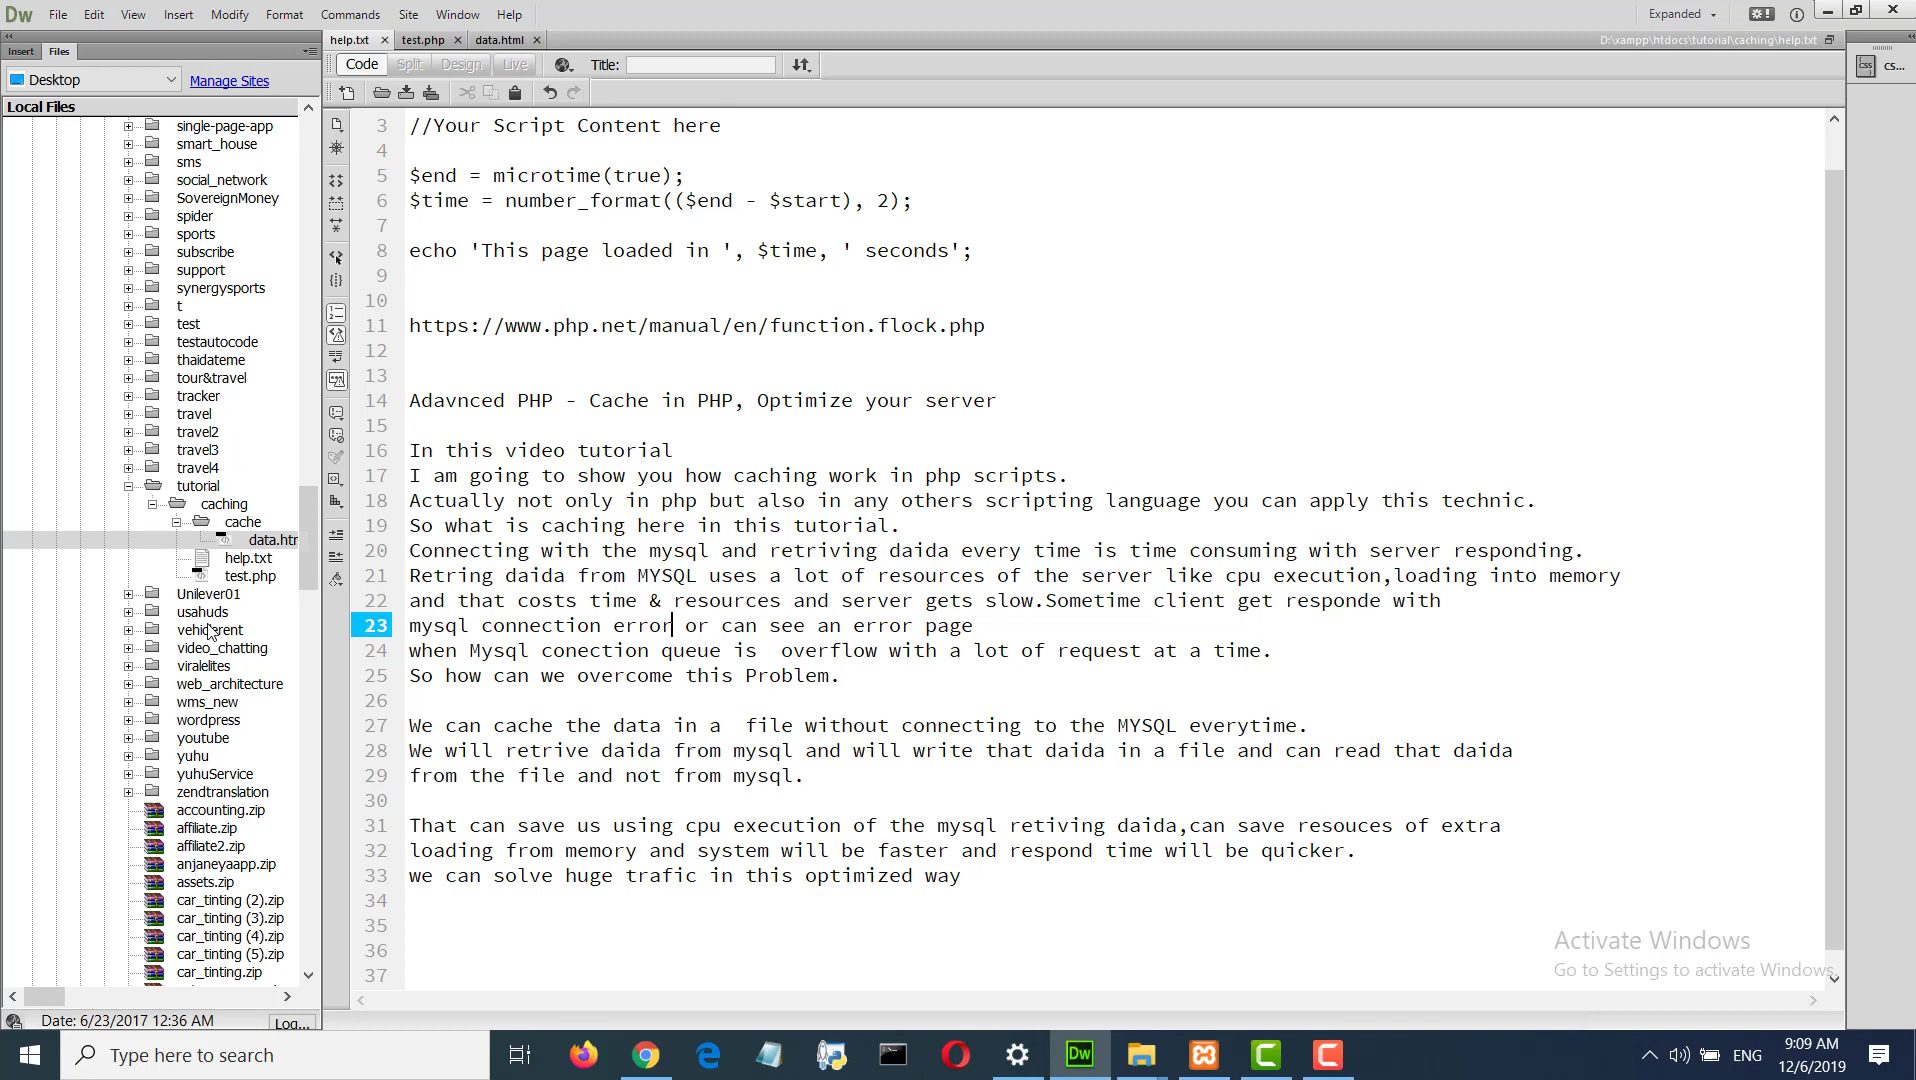 Dw File Edit View Insert Modify Format Commands Site Window Help Expanded
Insert Files
help.txt test.php data.html D:\xampp\htdocs\tutorial\caching\help.txt
Code Split Design Live Title:
Desktop Manage Sites
CSS CS...
Local Files
single-page-app
smart_house
sms
social_network
SovereignMoney
spider
sports
subscribe
support
synergysports
t
test
testautocode
thaidateme
tour&travel
tracker
travel
travel2
travel3
travel4
tutorial
caching
cache
data.htr
help.txt
test.php
Unilever01
usahuds
video_chatting
viralelites
web_architecture
wms_new
wordpress
youtube
yuhu
yuhuService
zendtranslation
accounting.zip
affiliate.zip
affiliate2.zip
anjaneyaapp.zip
assets.zip
car_tinting (2).zip
car_tinting (3).zip
car_tinting (4).zip
car_tinting (5).zip
car_tinting.zip
Date: 6/23/2017 12:36 AM Log...
3 //Your Script Content here
4
5 $end = microtime(true);
6 $time = number_format(($end - $start), 2);
7
8 echo 'This page loaded in ', $time, ' seconds';
9
10
11 https://www.php.net/manual/en/function.flock.php
12
13
14 Adavnced PHP - Cache in PHP, Optimize your server
15
16 In this video tutorial
17 I am going to show you how caching work in php scripts.
18 Actually not only in php but also in any others scripting language you can apply this technic.
19 So what is caching here in this tutorial.
20 Connecting with the mysql and retriving daida every time is time consuming with server responding.
21 Retring daida from MYSQL uses a lot of resources of the server like cpu execution,loading into memory
22 and that costs time & resources and server gets slow.Sometime client get responde with
23 mysql connection error or can see an error page
24 when Mysql conection queue is  overflow with a lot of request at a time.
25 So how can we overcome this Problem.
26
27 We can cache the data in a  file without connecting to the MYSQL everytime.
28 We will retrive daida from mysql and will write that daida in a file and can read that daida
29 from the file and not from mysql.
30
31 That can save us using cpu execution of the mysql retiving daida,can save resouces of extra
32 loading from memory and system will be faster and respond time will be quicker.
33 we can solve huge trafic in this optimized way
34
35
36
37
Activate Windows
Go to Settings to activate Windows.
Type here to search Dw ENG 9:09 AM
12/6/2019